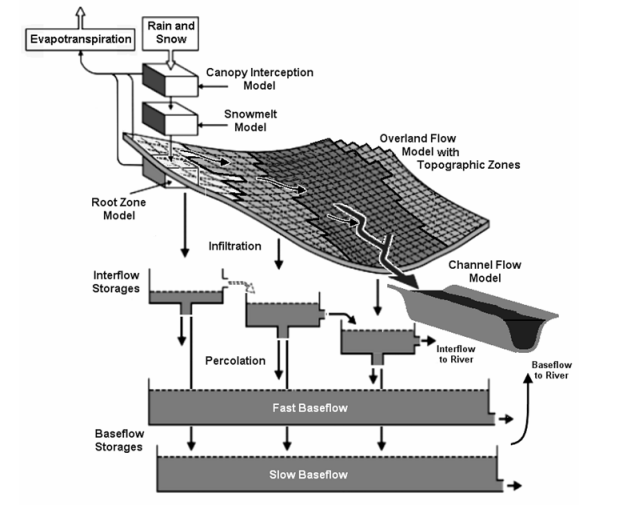 Rain and
Snow
Evapotranspiration
Canopy Interception
Model
Snowmelt
Model
Overland Flow
Model with
Topographic Zones
Root Zone
Model
Infiltration
Channel Flow
Model
Interflow
Storages
Interflow
to River
Percolation
Baseflow
to River
Fast Baseflow
Baseflow
Storages
Slow Baseflow